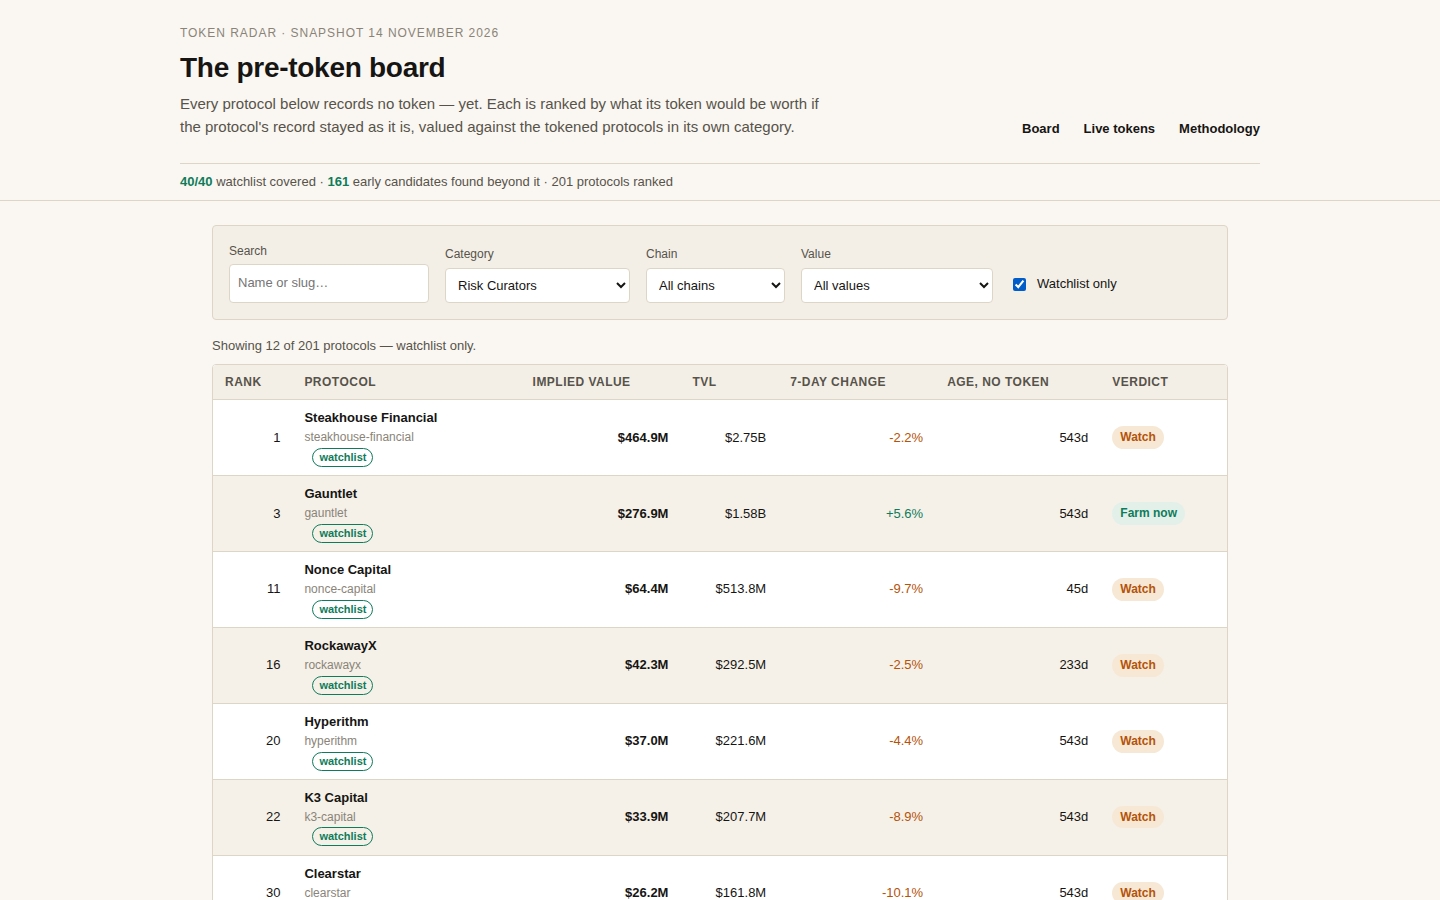 TOKEN RADAR · SNAPSHOT 14 NOVEMBER 2026
The pre-token board
Every protocol below records no token — yet. Each is ranked by what its token would be worth if
the protocol's record stayed as it is, valued against the tokened protocols in its own category.
Board Live tokens Methodology
40/40 watchlist covered · 161 early candidates found beyond it · 201 protocols ranked
Search Category Chain Value
Name or slug… Risk Curators All chains All values Watchlist only
Showing 12 of 201 protocols — watchlist only.
RANK PROTOCOL IMPLIED VALUE TVL 7-DAY CHANGE AGE, NO TOKEN VERDICT
Steakhouse Financial
1 steakhouse-financial $464.9M $2.75B -2.2% 543d Watch
watchlist
Gauntlet
3 gauntlet $276.9M $1.58B +5.6% 543d Farm now
watchlist
Nonce Capital
11 nonce-capital $64.4M $513.8M -9.7% 45d Watch
watchlist
RockawayX
16 rockawayx $42.3M $292.5M -2.5% 233d Watch
watchlist
Hyperithm
20 hyperithm $37.0M $221.6M -4.4% 543d Watch
watchlist
K3 Capital
22 k3-capital $33.9M $207.7M -8.9% 543d Watch
watchlist
Clearstar
30 clearstar $26.2M $161.8M -10.1% 543d Watch